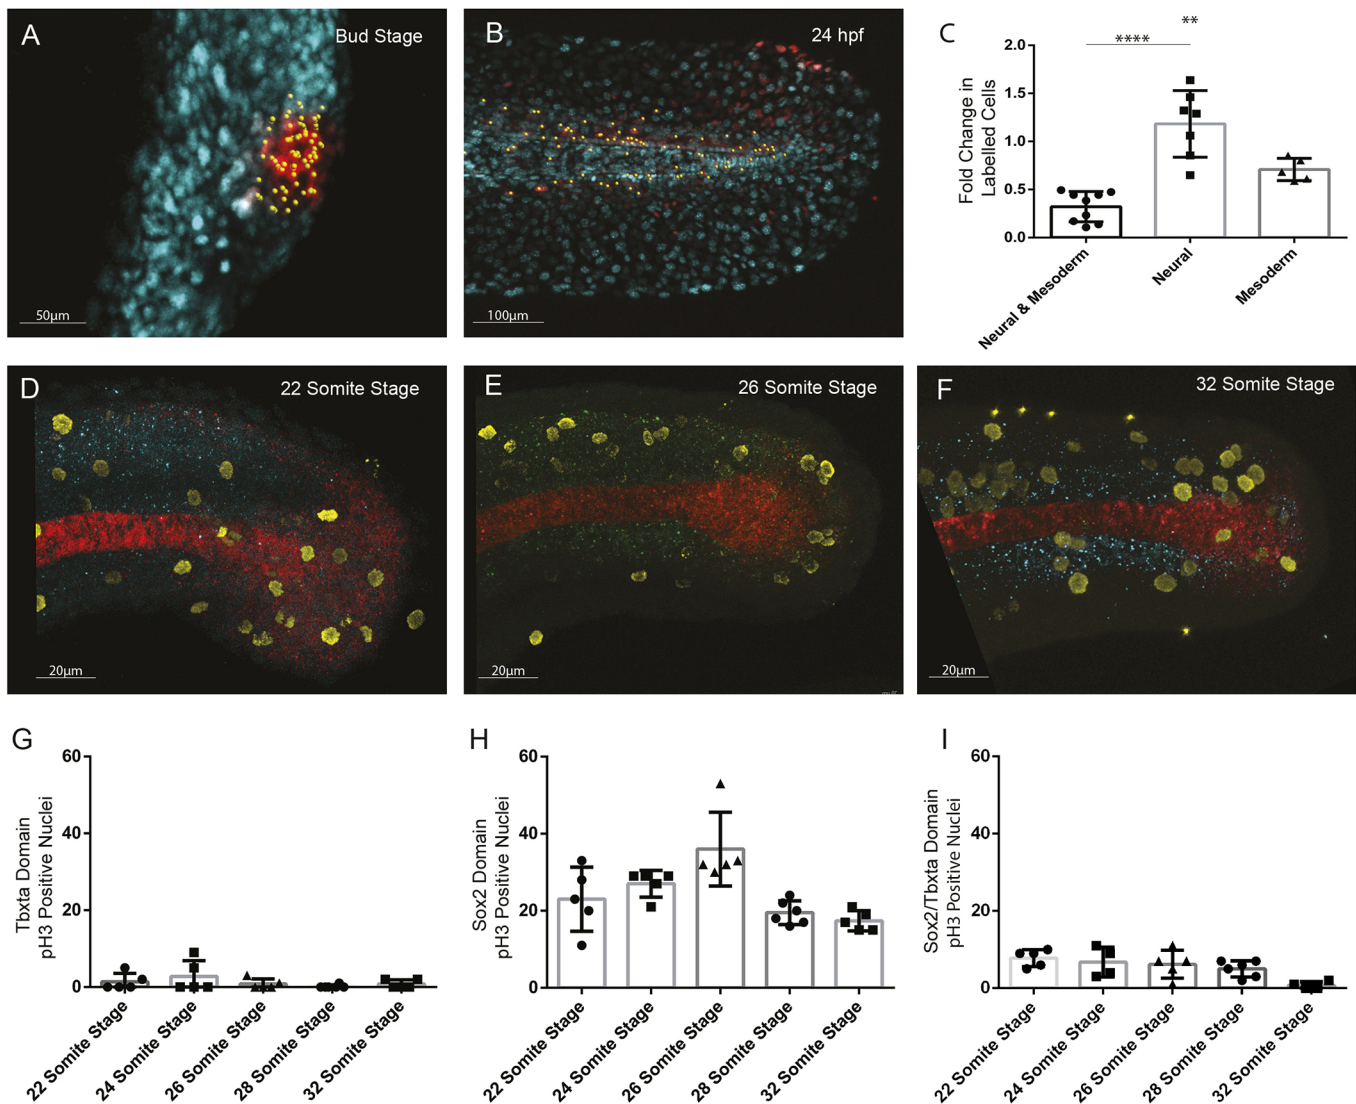 A
Bud Stage
50µm
B
24 hpf
100µm
C
**
****
Fold Change in
Labelled Cells
2.0
1.5
1.0
0.5
0.0
Neural & Mesoderm
Neural
Mesoderm
D
22 Somite Stage
20µm
E
26 Somite Stage
20µm
F
32 Somite Stage
20µm
G
Tbxta Domain
pH3 Positive Nuclei
60
40
20
0
22 Somite Stage
24 Somite Stage
26 Somite Stage
28 Somite Stage
32 Somite Stage
H
Sox2 Domain
pH3 Positive Nuclei
60
40
20
0
22 Somite Stage
24 Somite Stage
26 Somite Stage
28 Somite Stage
32 Somite Stage
I
Sox2/Tbxta Domain
pH3 Positive Nuclei
60
40
20
0
22 Somite Stage
24 Somite Stage
26 Somite Stage
28 Somite Stage
32 Somite Stage